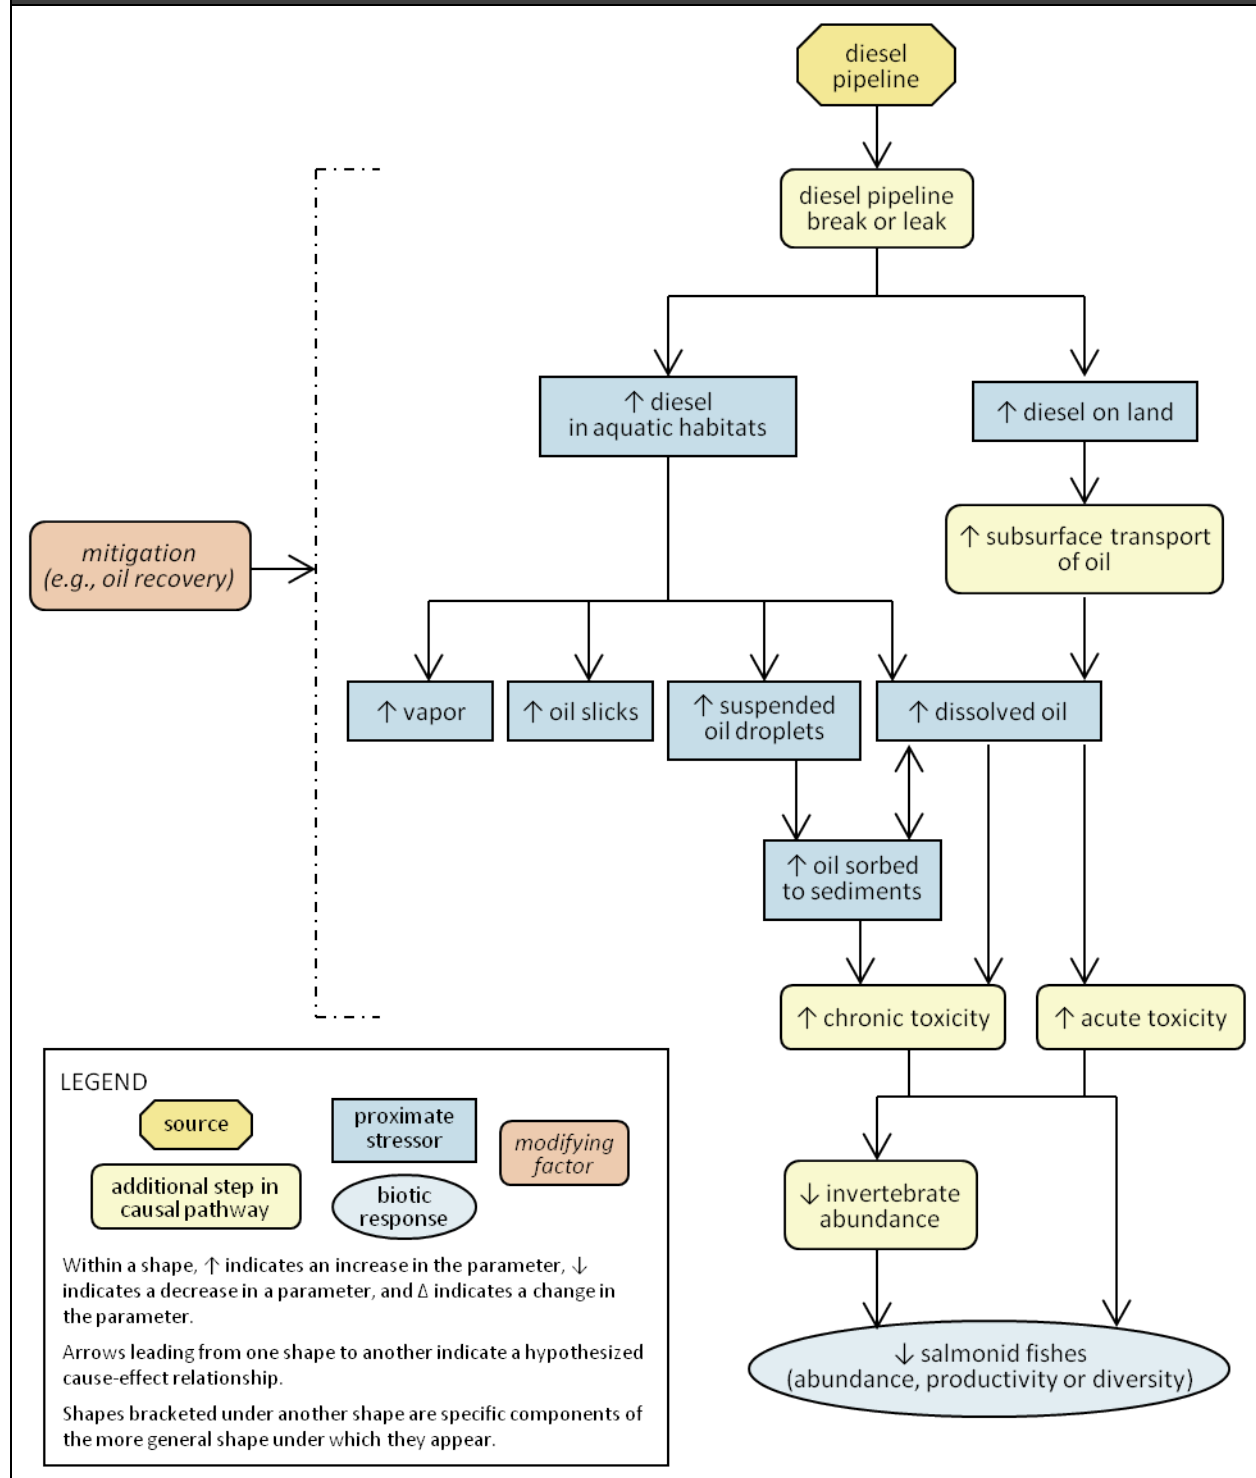 diesel
pipeline
diesel pipeline
break or leak
↑ diesel
in aquatic habitats
↑ diesel on land
mitigation
(e.g., oil recovery)
↑ subsurface transport
of oil
↑ vapor
↑ oil slicks
↑ suspended
oil droplets
↑ dissolved oil
↑ oil sorbed
to sediments
↑ chronic toxicity
↑ acute toxicity
↓ invertebrate
abundance
↓ salmonid fishes
(abundance, productivity or diversity)
LEGEND
source
proximate
stressor
modifying
factor
additional step in
causal pathway
biotic
response
Within a shape, ↑ indicates an increase in the parameter, ↓
indicates a decrease in a parameter, and Δ indicates a change in
the parameter.
Arrows leading from one shape to another indicate a hypothesized
cause-effect relationship.
Shapes bracketed under another shape are specific components of
the more general shape under which they appear.